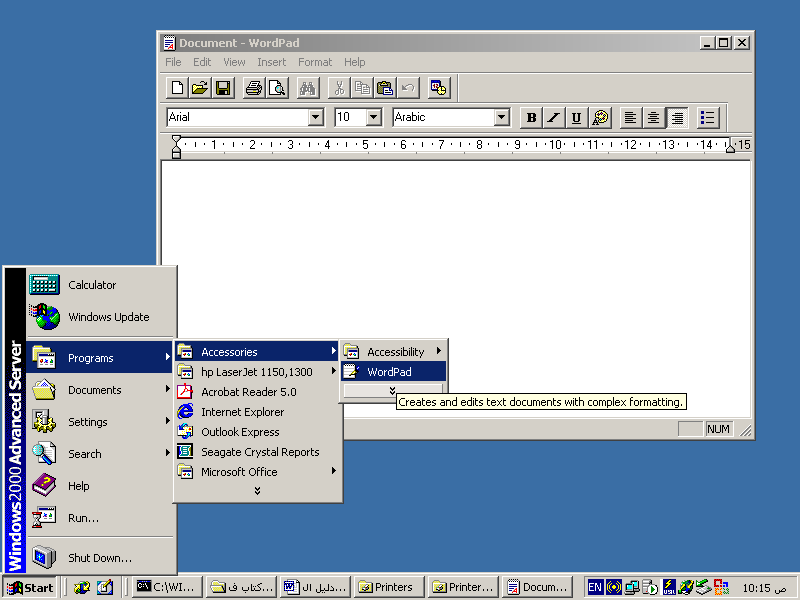 Document - WordPad
File Edit View Insert Format Help
Arial 10 Arabic B I U
1 2 3 4 5 6 7 8 9 10 11 12 13 14 15
Calculator
Windows Update
Programs
Documents
Settings
Search
Help
Run...
Shut Down...
Windows2000 Advanced Server
Accessories
hp LaserJet 1150,1300
Acrobat Reader 5.0
Internet Explorer
Outlook Express
Seagate Crystal Reports
Microsoft Office
Accessibility
WordPad
Creates and edits text documents with complex formatting.
NUM
Start C:\WI... كتاب ف... دليل ال... Printers Printer... Docum... EN 10:15 ص